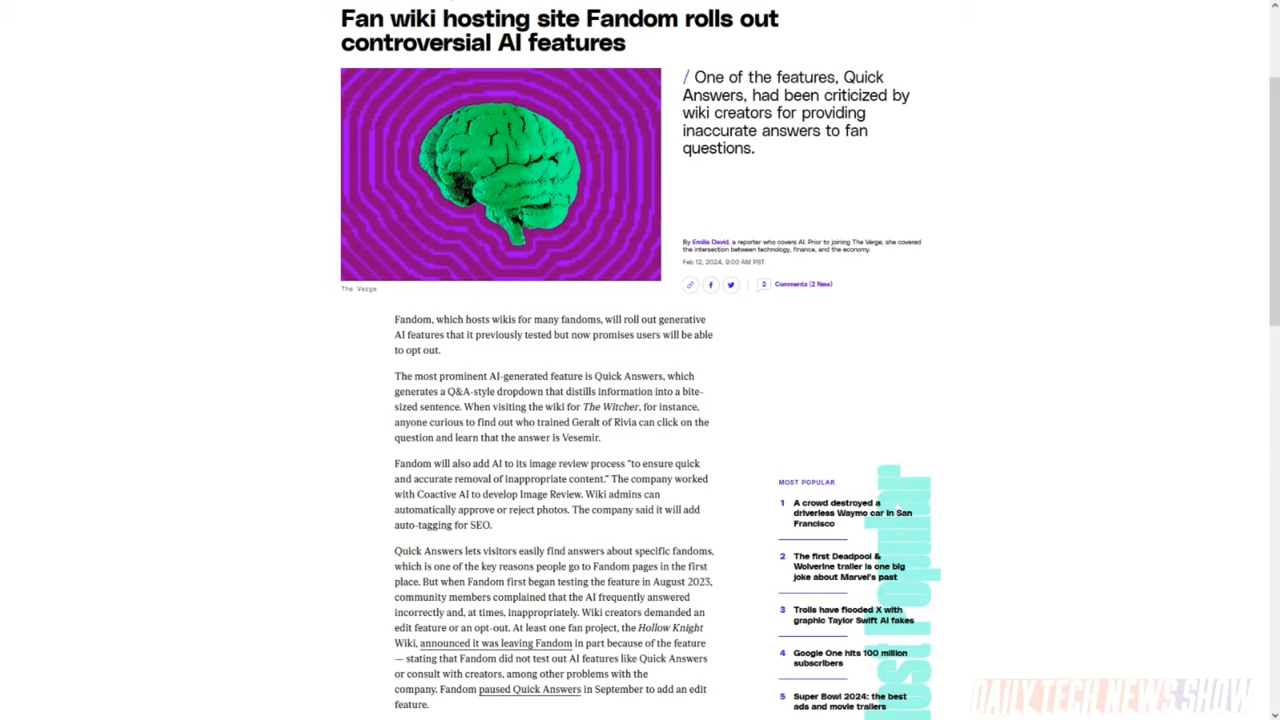 Fan wiki hosting site Fandom rolls out
controversial AI features
/ One of the features, Quick
Answers, had been criticized by
wiki creators for providing
inaccurate answers to fan
questions.
By Emilia David, a reporter who covers AI. Prior to joining The Verge, she covered
the intersection between technology, finance, and the economy.
Feb 12, 2024, 9:00 AM PST
2 Comments (2 New)
The Verge
Fandom, which hosts wikis for many fandoms, will roll out generative
AI features that it previously tested but now promises users will be able
to opt out.
The most prominent AI-generated feature is Quick Answers, which
generates a Q&A-style dropdown that distills information into a bite-
sized sentence. When visiting the wiki for The Witcher, for instance,
anyone curious to find out who trained Geralt of Rivia can click on the
question and learn that the answer is Vesemir.
Fandom will also add AI to its image review process “to ensure quick
and accurate removal of inappropriate content.” The company worked
with Coactive AI to develop Image Review. Wiki admins can
automatically approve or reject photos. The company said it will add
auto-tagging for SEO.
Quick Answers lets visitors easily find answers about specific fandoms,
which is one of the key reasons people go to Fandom pages in the first
place. But when Fandom first began testing the feature in August 2023,
community members complained that the AI frequently answered
incorrectly and, at times, inappropriately. Wiki creators demanded an
edit feature or an opt-out. At least one fan project, the Hollow Knight
Wiki, announced it was leaving Fandom in part because of the feature
— stating that Fandom did not test out AI features like Quick Answers
or consult with creators, among other problems with the
company. Fandom paused Quick Answers in September to add an edit
feature.
MOST POPULAR
1 A crowd destroyed a
driverless Waymo car in San
Francisco
2 The first Deadpool &
Wolverine trailer is one big
joke about Marvel’s past
3 Trolls have flooded X with
graphic Taylor Swift AI fakes
4 Google One hits 100 million
subscribers
5 Super Bowl 2024: the best
ads and movie trailers
Most Popular
DAILY TECH NEWS SHOW